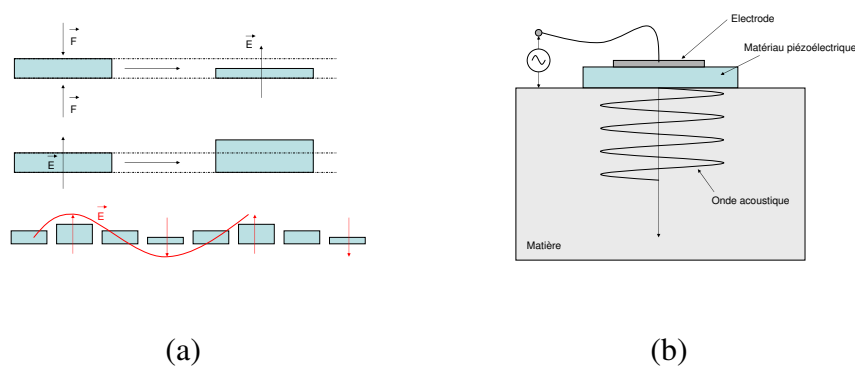 F
E
F
E
E
Electrode
Matériau piézoélectrique
Onde acoustique
Matière
(a)
(b)